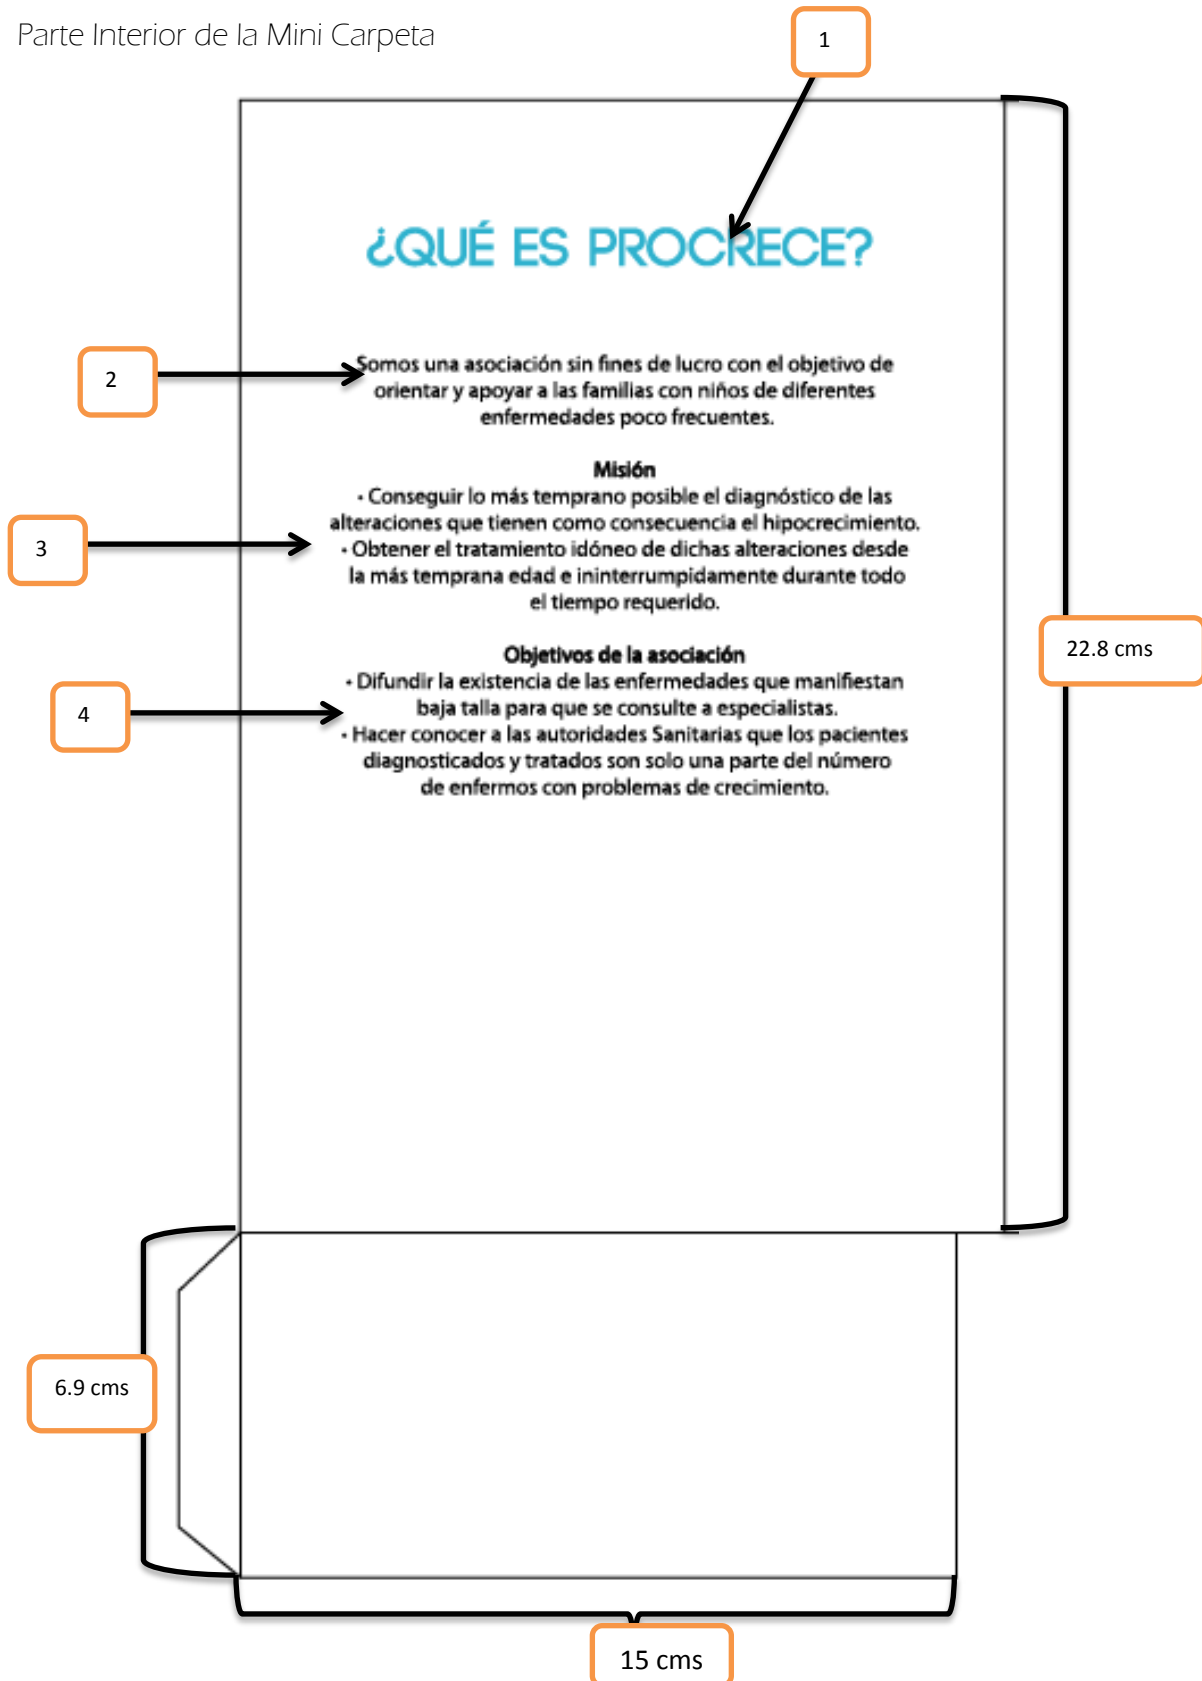 Parte Interior de la Mini Carpeta
1
¿QUÉ ES PROCRECE?
2
Somos una asociación sin fines de lucro con el objetivo de
orientar y apoyar a las familias con niños de diferentes
enfermedades poco frecuentes.
Misión
• Conseguir lo más temprano posible el diagnóstico de las
alteraciones que tienen como consecuencia el hipocrecimiento.
3
• Obtener el tratamiento idóneo de dichas alteraciones desde
la más temprana edad e ininterrumpidamente durante todo
el tiempo requerido.
22.8 cms
Objetivos de la asociación
• Difundir la existencia de las enfermedades que manifiestan
baja talla para que se consulte a especialistas.
4
• Hacer conocer a las autoridades Sanitarias que los pacientes
diagnosticados y tratados son solo una parte del número
de enfermos con problemas de crecimiento.
6.9 cms
15 cms